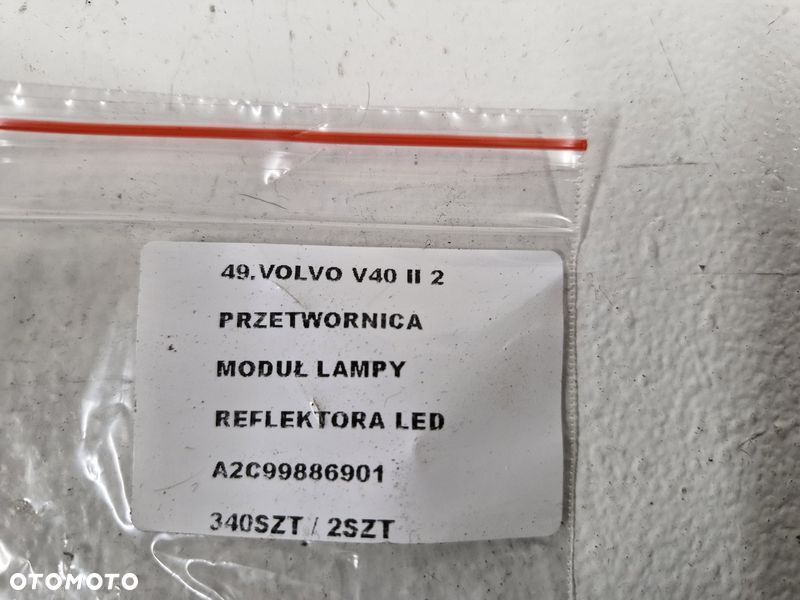 49.VOLVO V40 II 2
PRZETWORNICA
MODUŁ LAMPY
REFLEKTORA LED
A2C99886901
340SZT / 2SZT
OTOMOTO